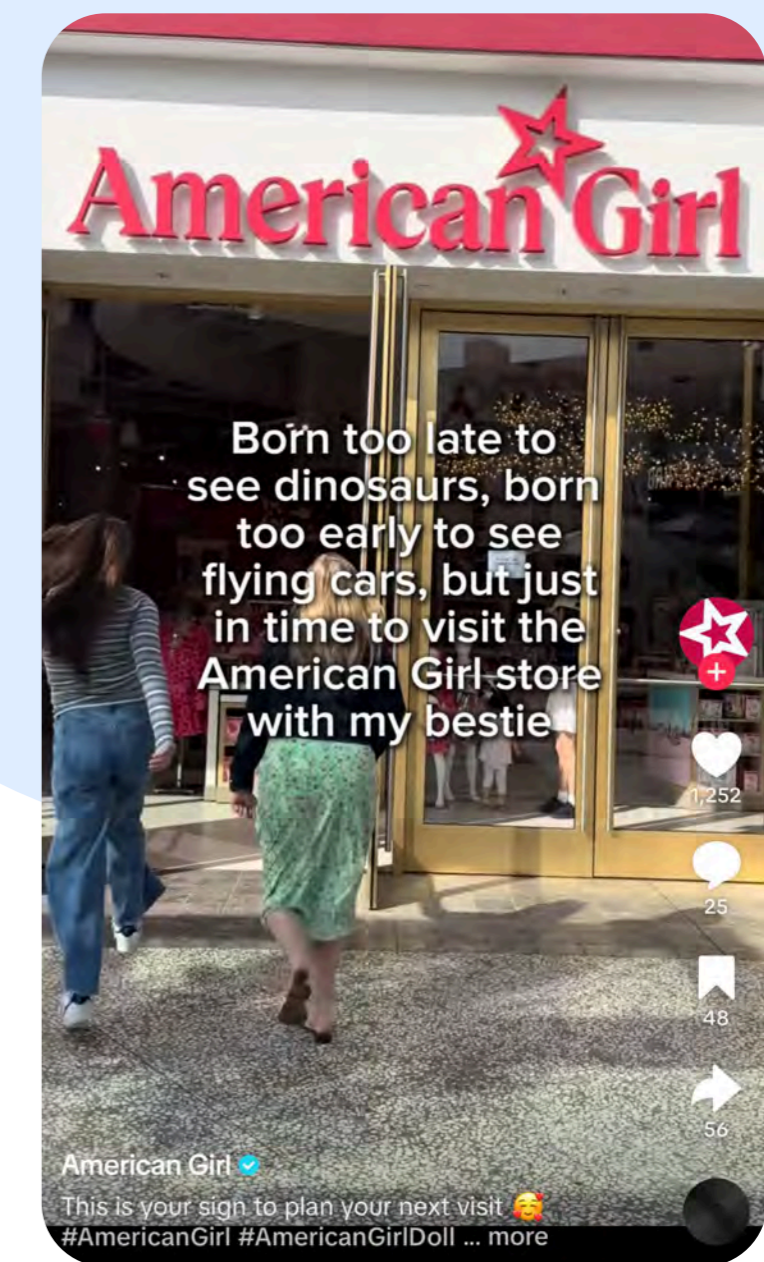 American Girl
Born too late to
see dinosaurs, born
too early to see
flying cars, but just
in time to visit the
American Girl store
with my bestie
1,252
25
48
56
American Girl
This is your sign to plan your next visit 🥰
#AmericanGirl #AmericanGirlDoll ... more